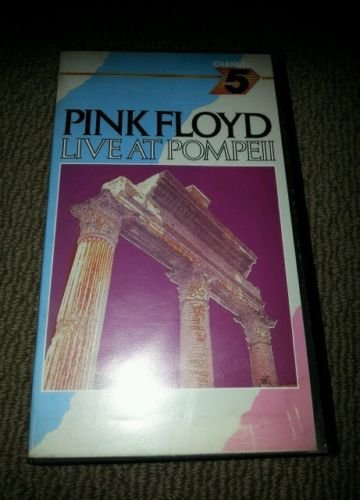 CHANNEL
5
PINK FLOYD
LIVE AT POMPEII